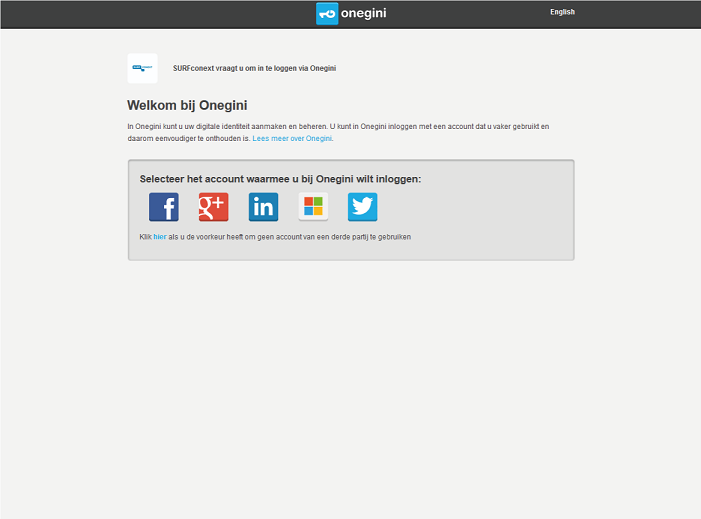 onegini
English
SURFconext vraagt u om in te loggen via Onegini
Welkom bij Onegini
In Onegini kunt u uw digitale identiteit aanmaken en beheren. U kunt in Onegini inloggen met een account dat u vaker gebruikt en
daarom eenvoudiger te onthouden is. Lees meer over Onegini.
Selecteer het account waarmee u bij Onegini wilt inloggen:
Klik hier als u de voorkeur heeft om geen account van een derde partij te gebruiken